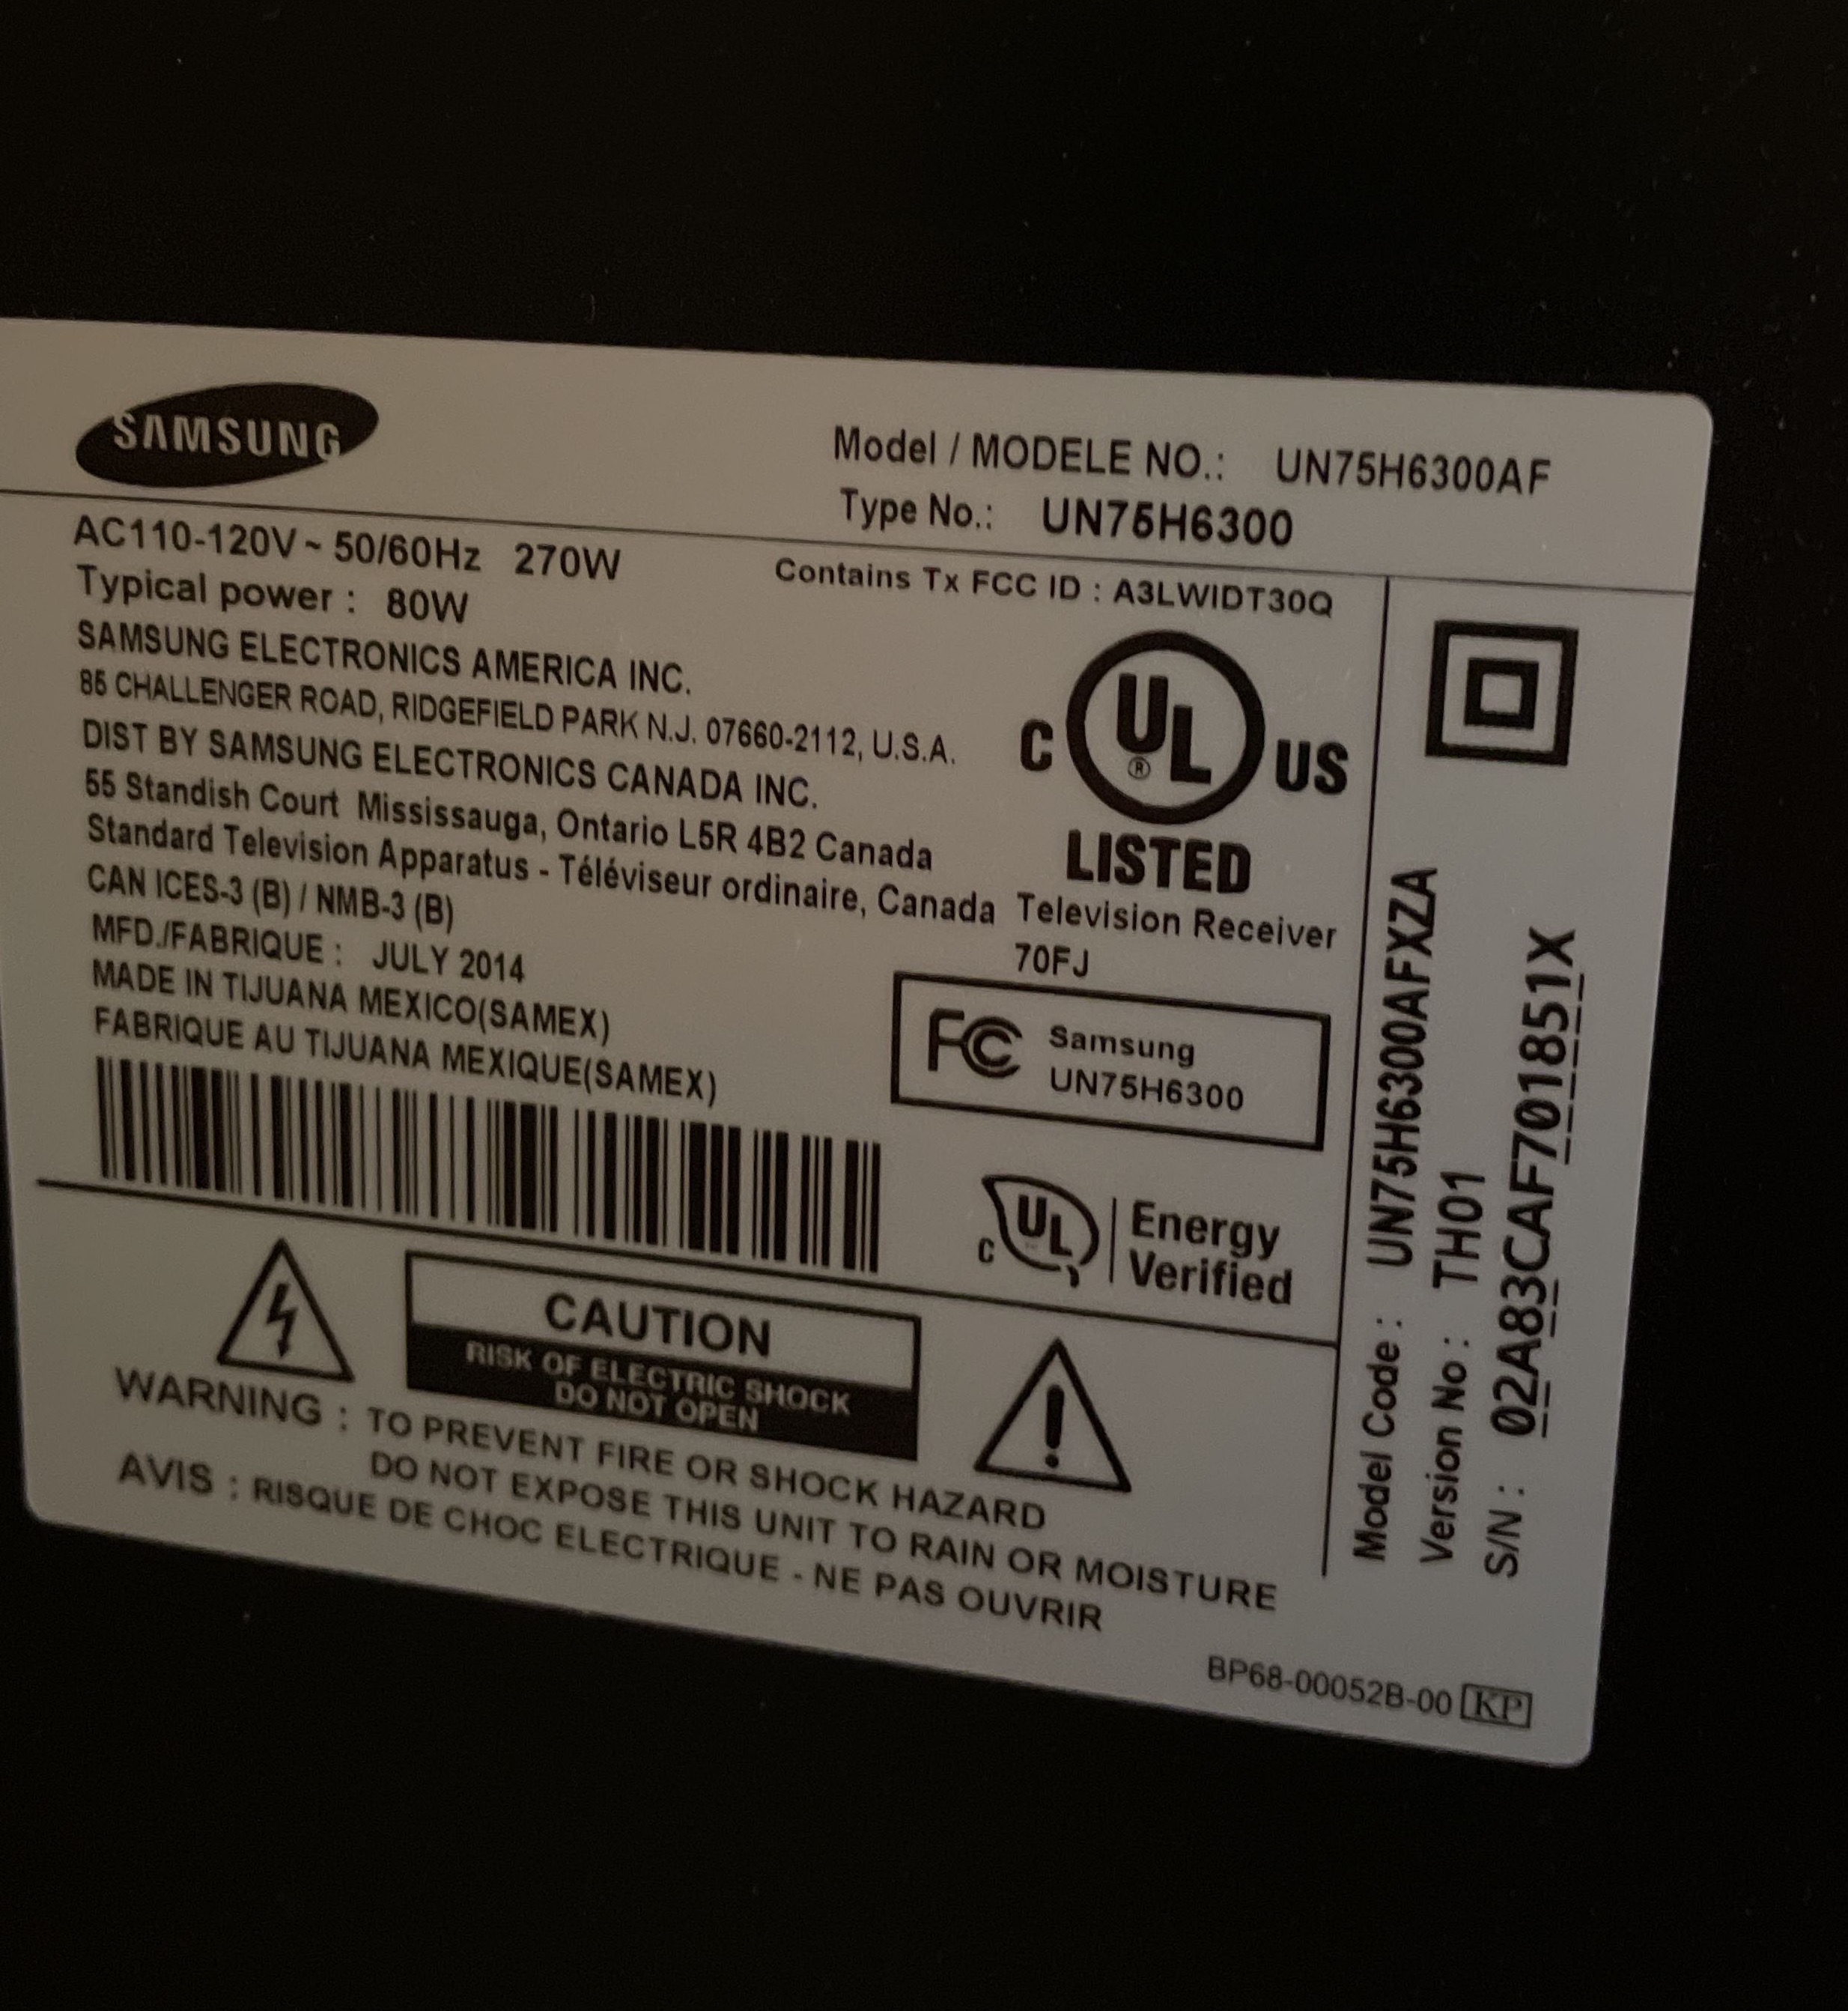 SAMSUNG
Model / MODELE NO.: UN75H6300AF
Type No.: UN75H6300
AC110-120V ~ 50/60Hz 270W
Typical power : 80W
Contains Tx FCC ID : A3LWIDT30Q
SAMSUNG ELECTRONICS AMERICA INC.
85 CHALLENGER ROAD, RIDGEFIELD PARK N.J. 07660-2112, U.S.A.
DIST BY SAMSUNG ELECTRONICS CANADA INC.
55 Standish Court Mississauga, Ontario L5R 4B2 Canada
Standard Television Apparatus - Téléviseur ordinaire, Canada
CAN ICES-3 (B) / NMB-3 (B)
MFD./FABRIQUE : JULY 2014
MADE IN TIJUANA MEXICO(SAMEX)
FABRIQUE AU TIJUANA MEXIQUE(SAMEX)
C UL ® US
LISTED
Television Receiver
70FJ
FC Samsung
UN75H6300
C UL Energy
Verified
CAUTION
RISK OF ELECTRIC SHOCK
DO NOT OPEN
WARNING : TO PREVENT FIRE OR SHOCK HAZARD
DO NOT EXPOSE THIS UNIT TO RAIN OR MOISTURE
AVIS : RISQUE DE CHOC ELECTRIQUE - NE PAS OUVRIR
Model Code : UN75H6300AFXZA
Version No : TH01
S/N : 02A83CAF701851X
BP68-00052B-00 KP